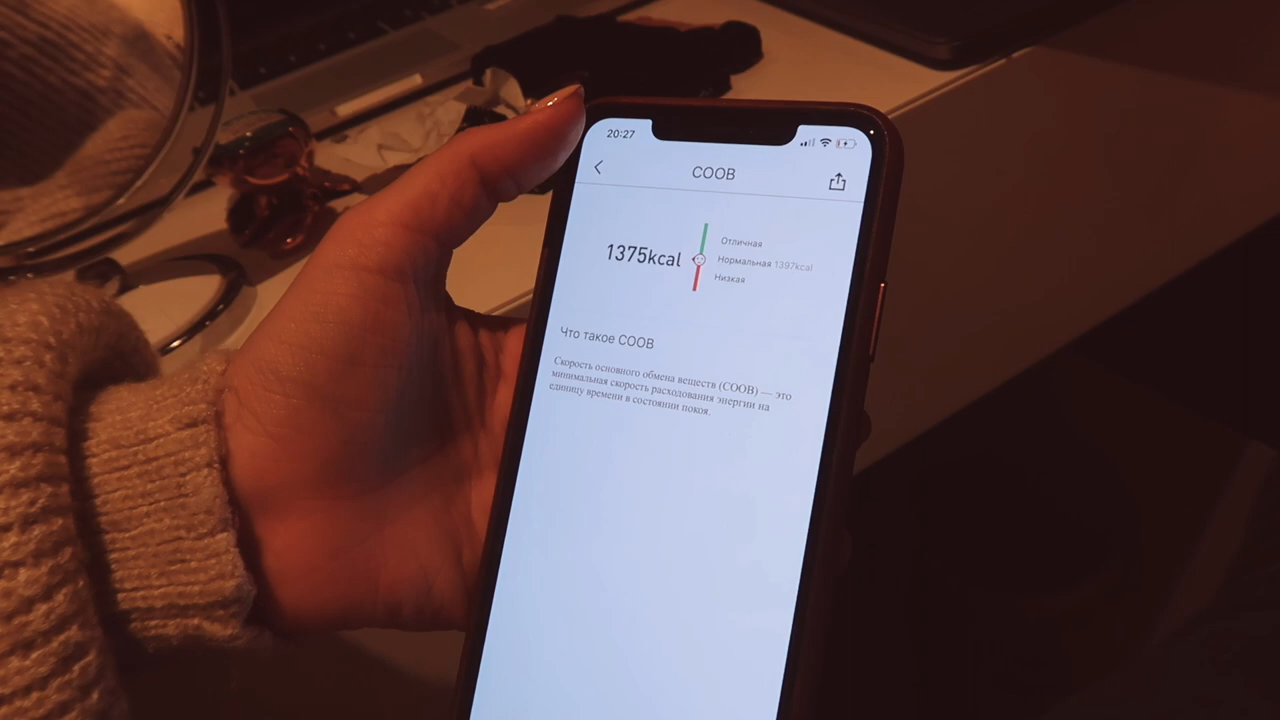 20:27
СООВ
1375kcal
Отличная
Нормальная 1397kcal
Низкая
Что такое СООВ
Скорость основного обмена веществ (СООВ) — это
минимальная скорость расходования энергии на
единицу времени в состоянии покоя.